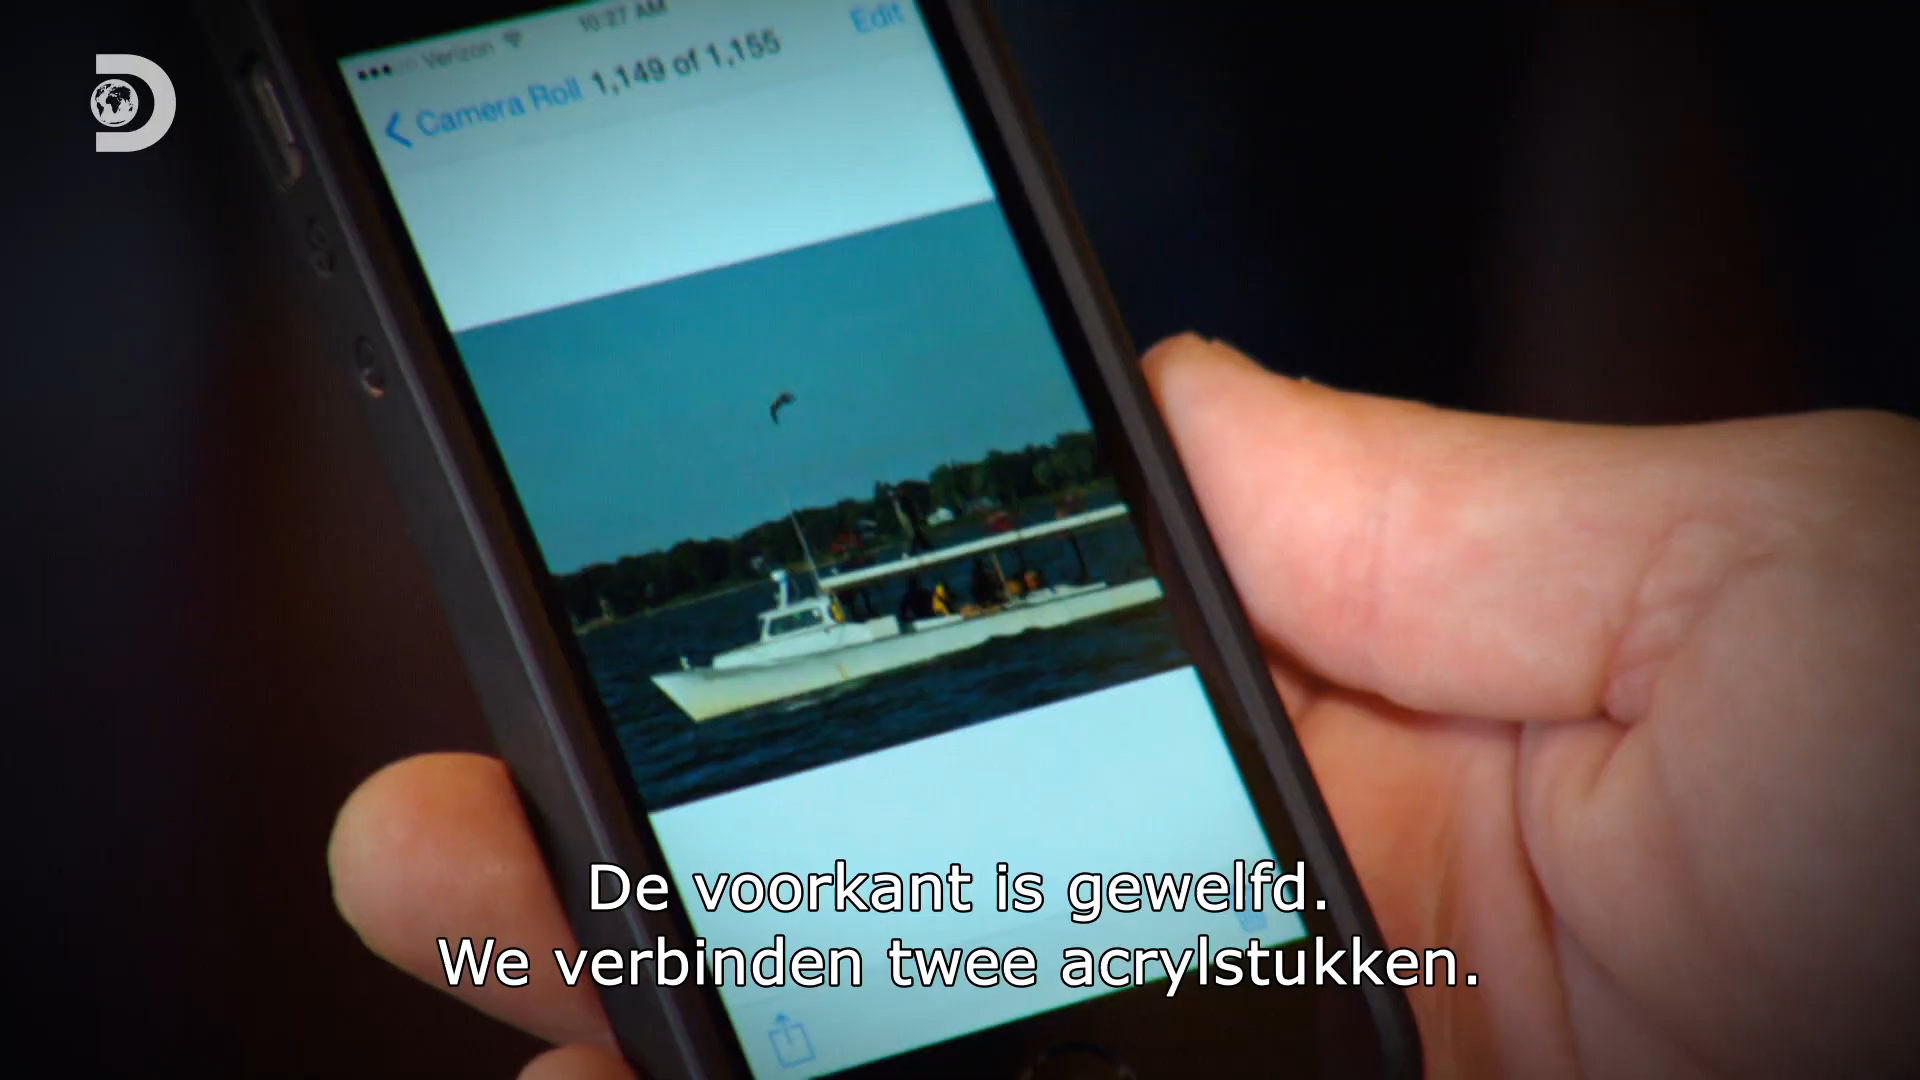 10:27 AM
Verizon
Edit
Camera Roll 1,149 of 1,155
De voorkant is gewelfd.
We verbinden twee acrylstukken.